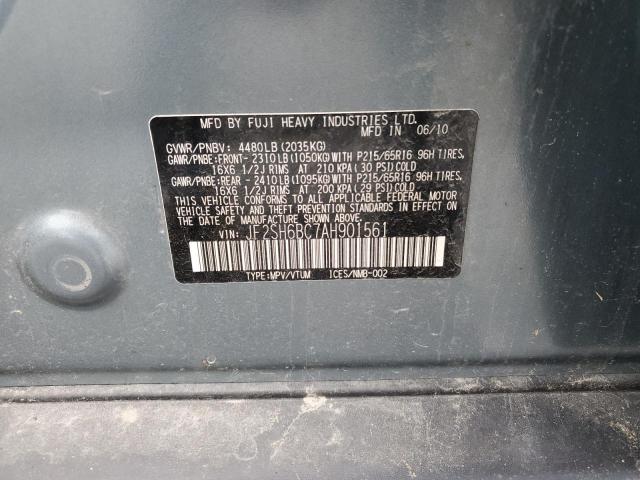 MFD BY FUJI HEAVY INDUSTRIES LTD.
MFD IN 06/10
GVWR/PNBV: 4480LB(2035KG)
GAWR/PNBE:FRONT-2310LB(1050KG)WITH P215/65R16 96H TIRES,
16X6 1/2J RIMS AT 210 KPA(30 PSI)COLD
GAWR/PNBE:REAR -2410LB(1095KG)WITH P215/65R16 96H TIRES,
16X6 1/2J RIMS AT 200 KPA(29 PSI)COLD
THIS VEHICLE CONFORMS TO ALL APPLICABLE FEDERAL MOTOR
VEHICLE SAFETY STANDARDS IN EFFECT ON THE
DATE OF MANUFACTURE SHOWN ABOVE.
VIN: JF2SH6BC7AH901561
TYPE:MPV/VTUM ICES/NMB-002